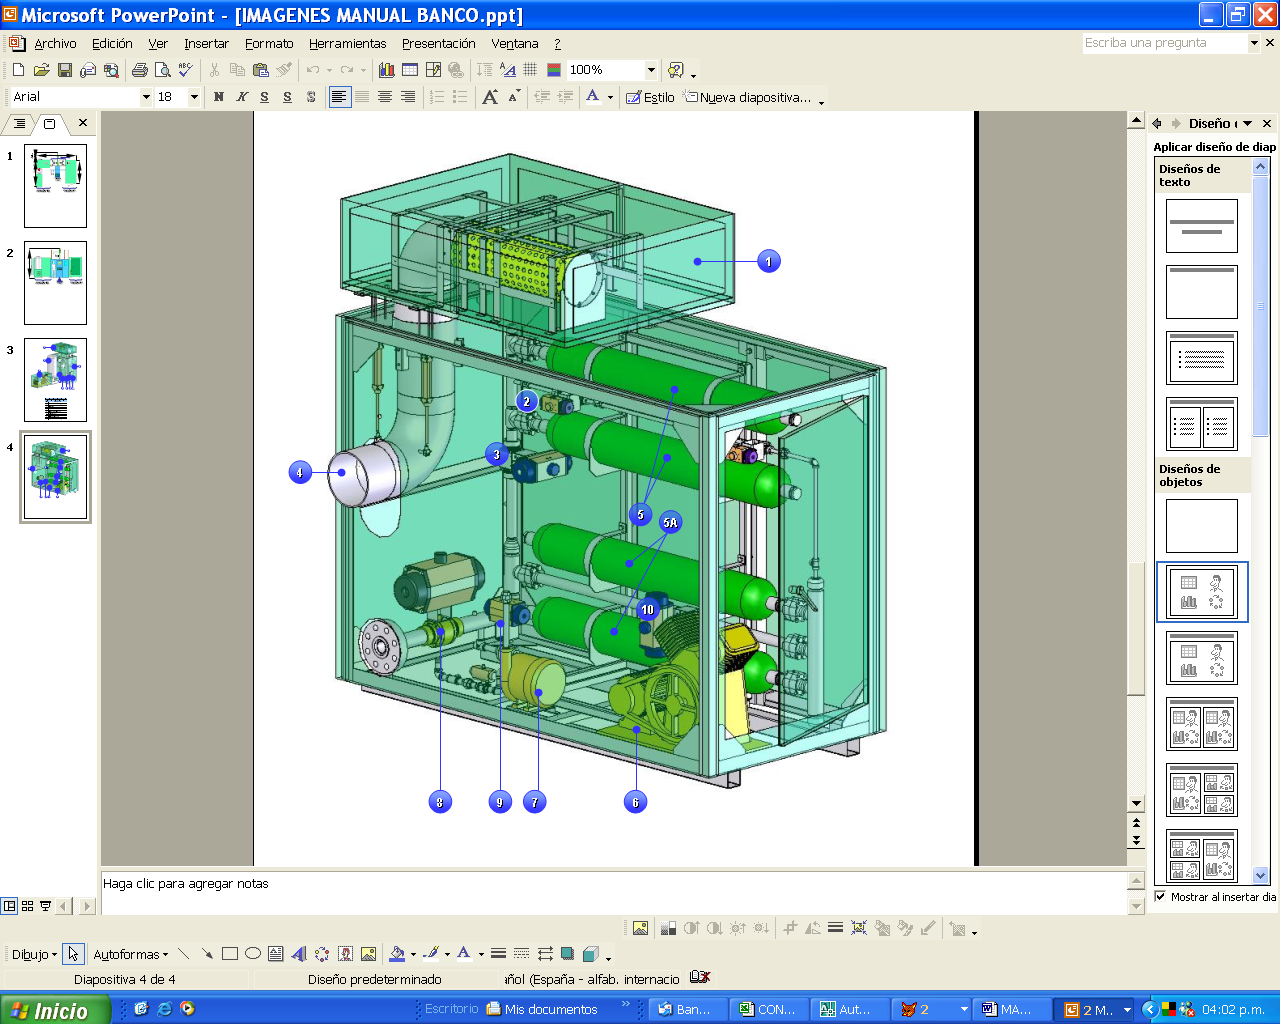 Microsoft PowerPoint - [IMAGENES MANUAL BANCO.ppt]
Archivo Edición Ver Insertar Formato Herramientas Presentación Ventana ? Escriba una pregunta
100%
Arial 18 N K S S S Estilo Nueva diapositiva...
Diseño
Aplicar diseño de diap
Diseños de
texto
Diseños de
objetos
1
2
3
4
1
2
3
4
5
5A
10
8
9
7
6
Mostrar al insertar dia
Haga clic para agregar notas
Dibujo Autoformas
Diapositiva 4 de 4 Diseño predeterminado añol (España - alfab. internacio
Inicio Escritorio Mis documentos » Ban... CON... Aut... 2 MA... 2 M.. 04:02 p.m.